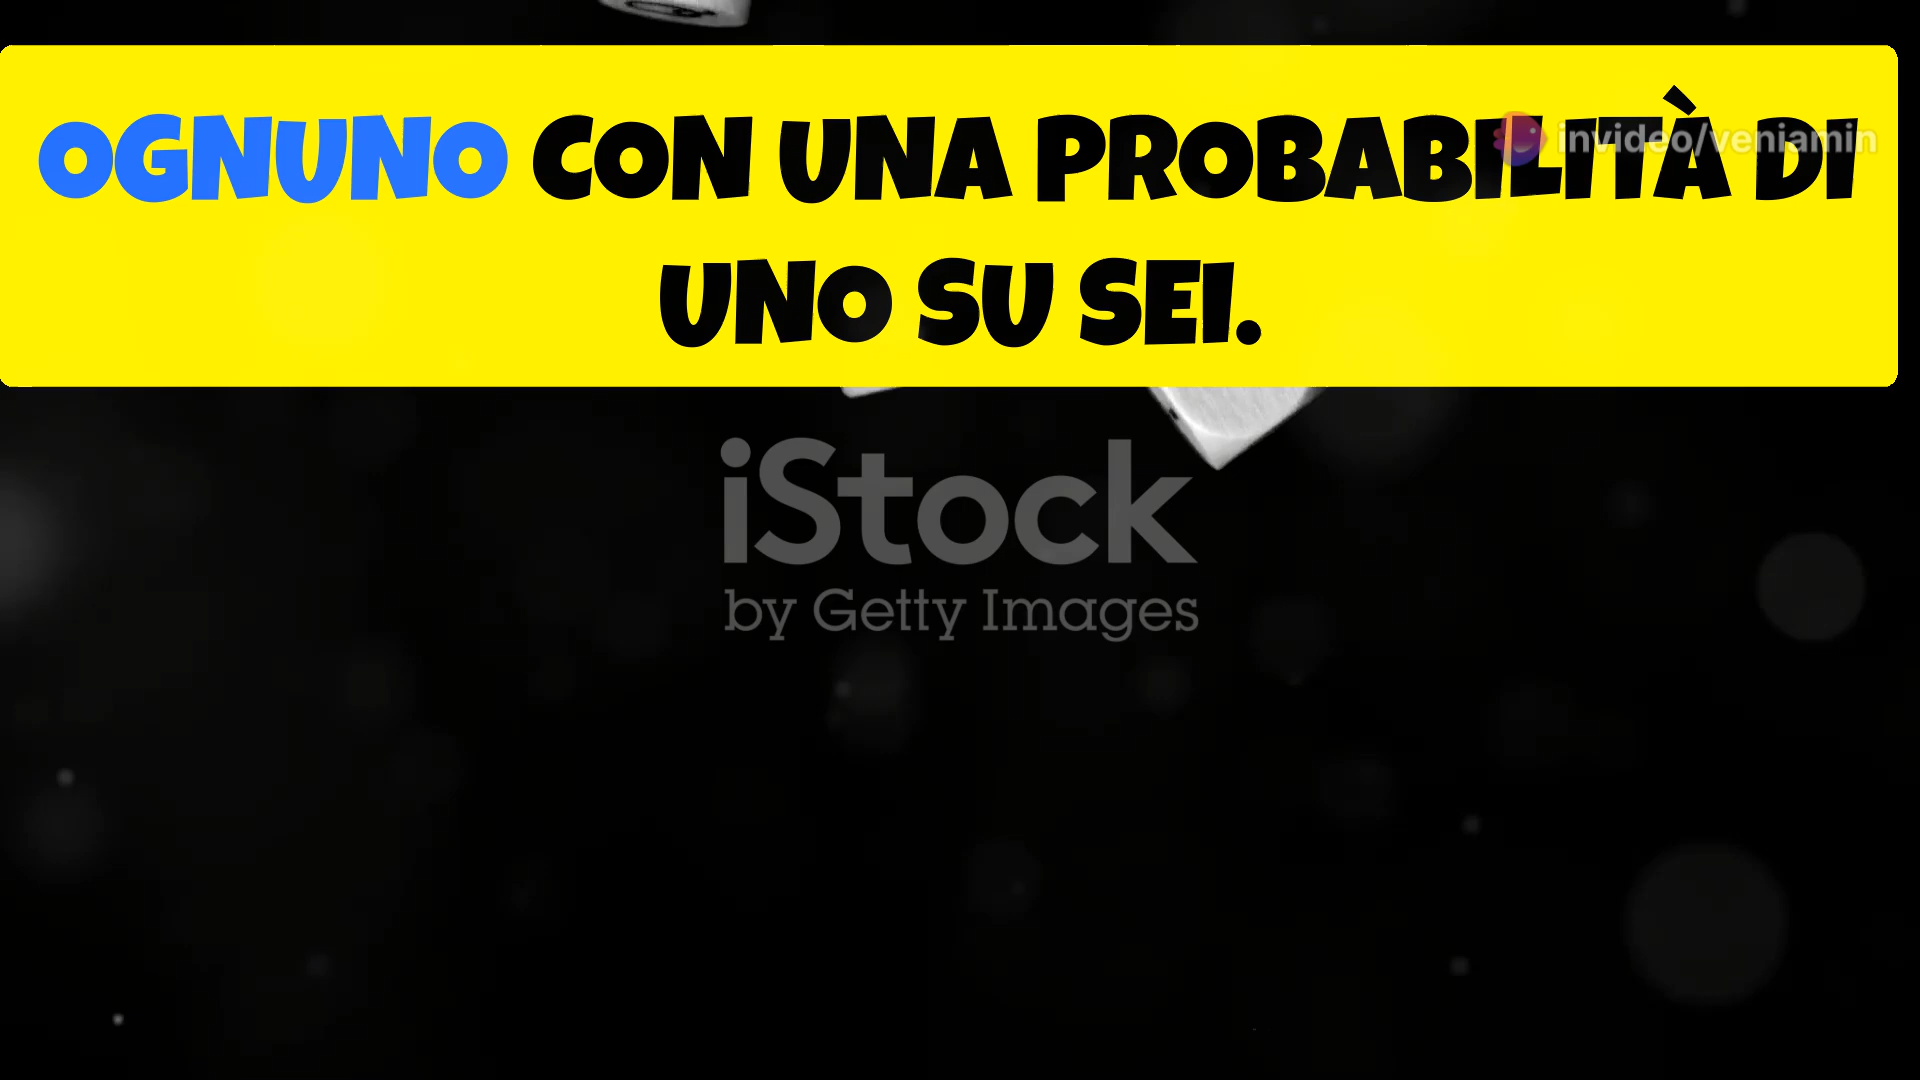 OGNUNO CON UNA PROBABILITÀ DI
invideo/veniamin
UNO SU SEI.
iStock
by Getty Images